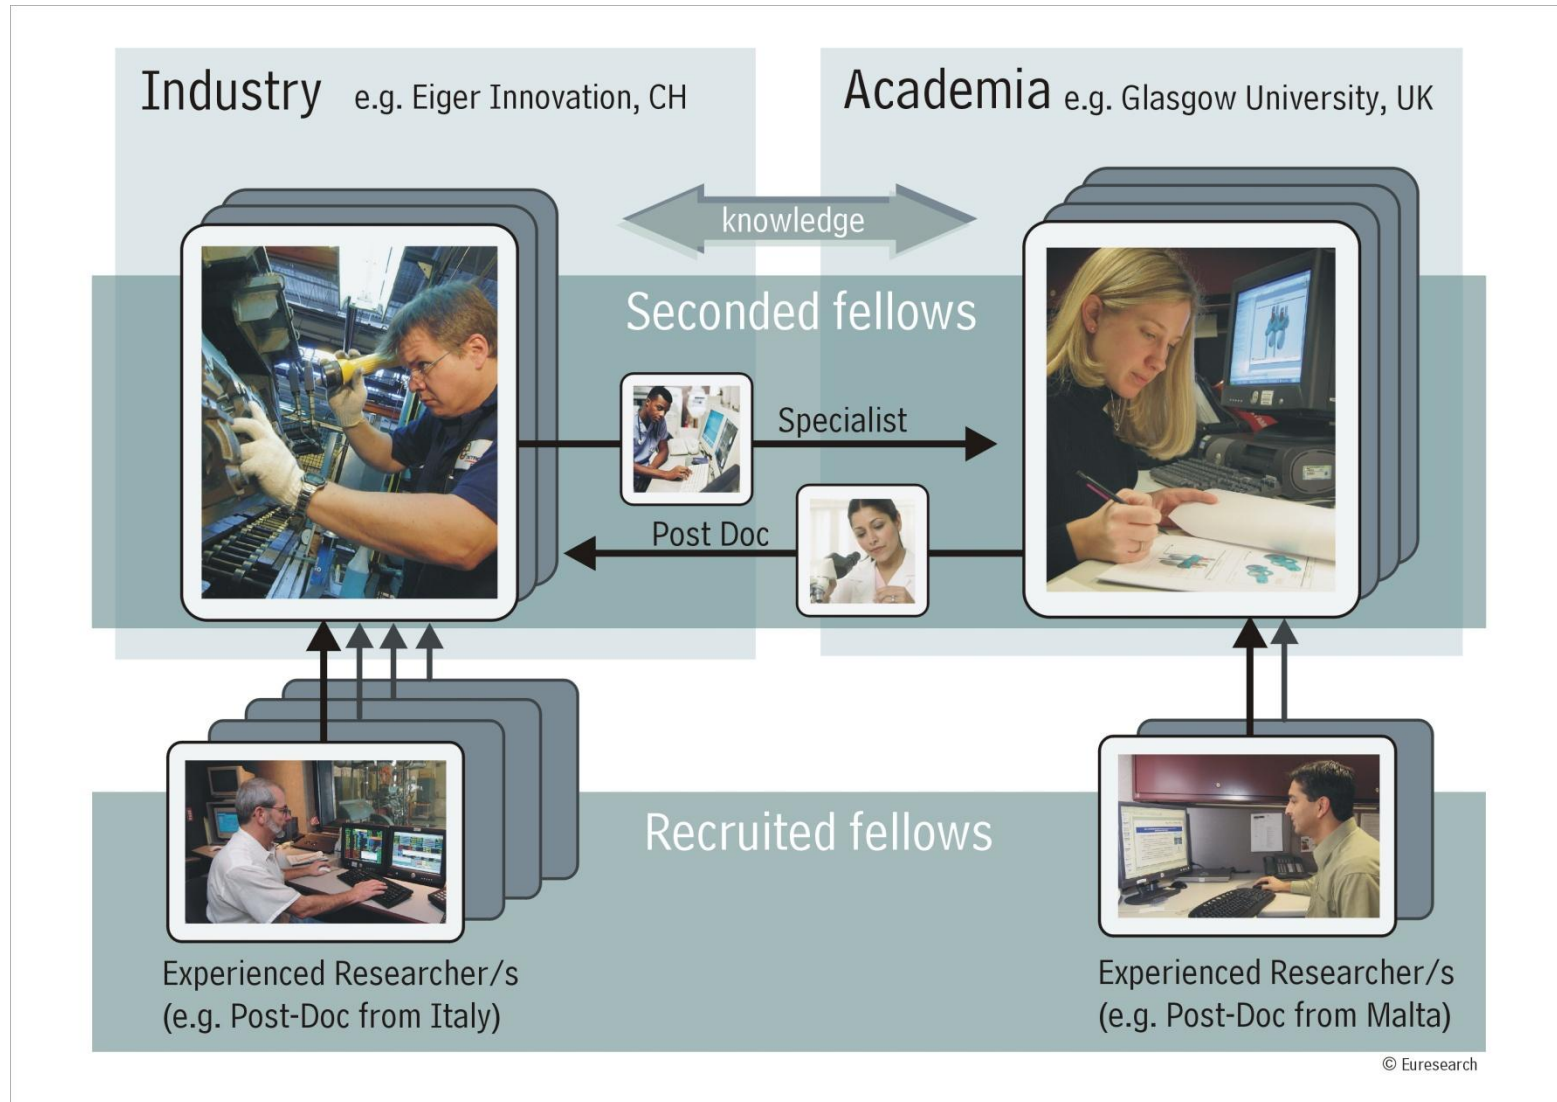 Industry e.g. Eiger Innovation, CH
Academia e.g. Glasgow University, UK
knowledge
Seconded fellows
Specialist
Post Doc
Recruited fellows
Experienced Researcher/s
(e.g. Post-Doc from Italy)
Experienced Researcher/s
(e.g. Post-Doc from Malta)
© Euresearch